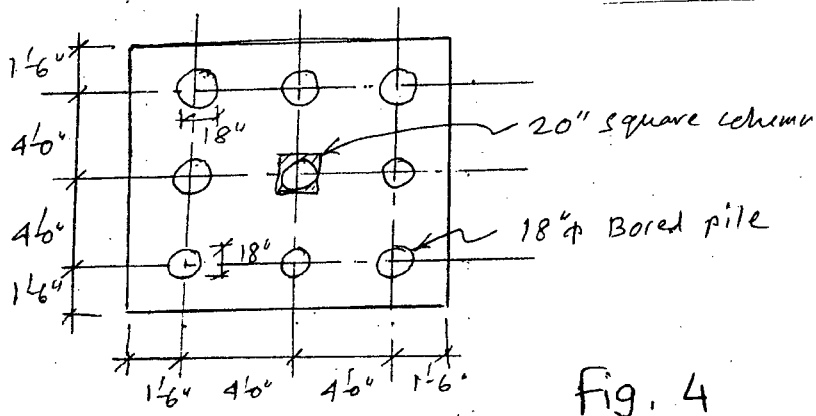 1'-6"
4'-0"
4'-0"
1'-6"
18"
20" square column
18"φ Bored pile
18"
1'-6" 4'-0" 4'-0" 1'-6"
Fig. 4